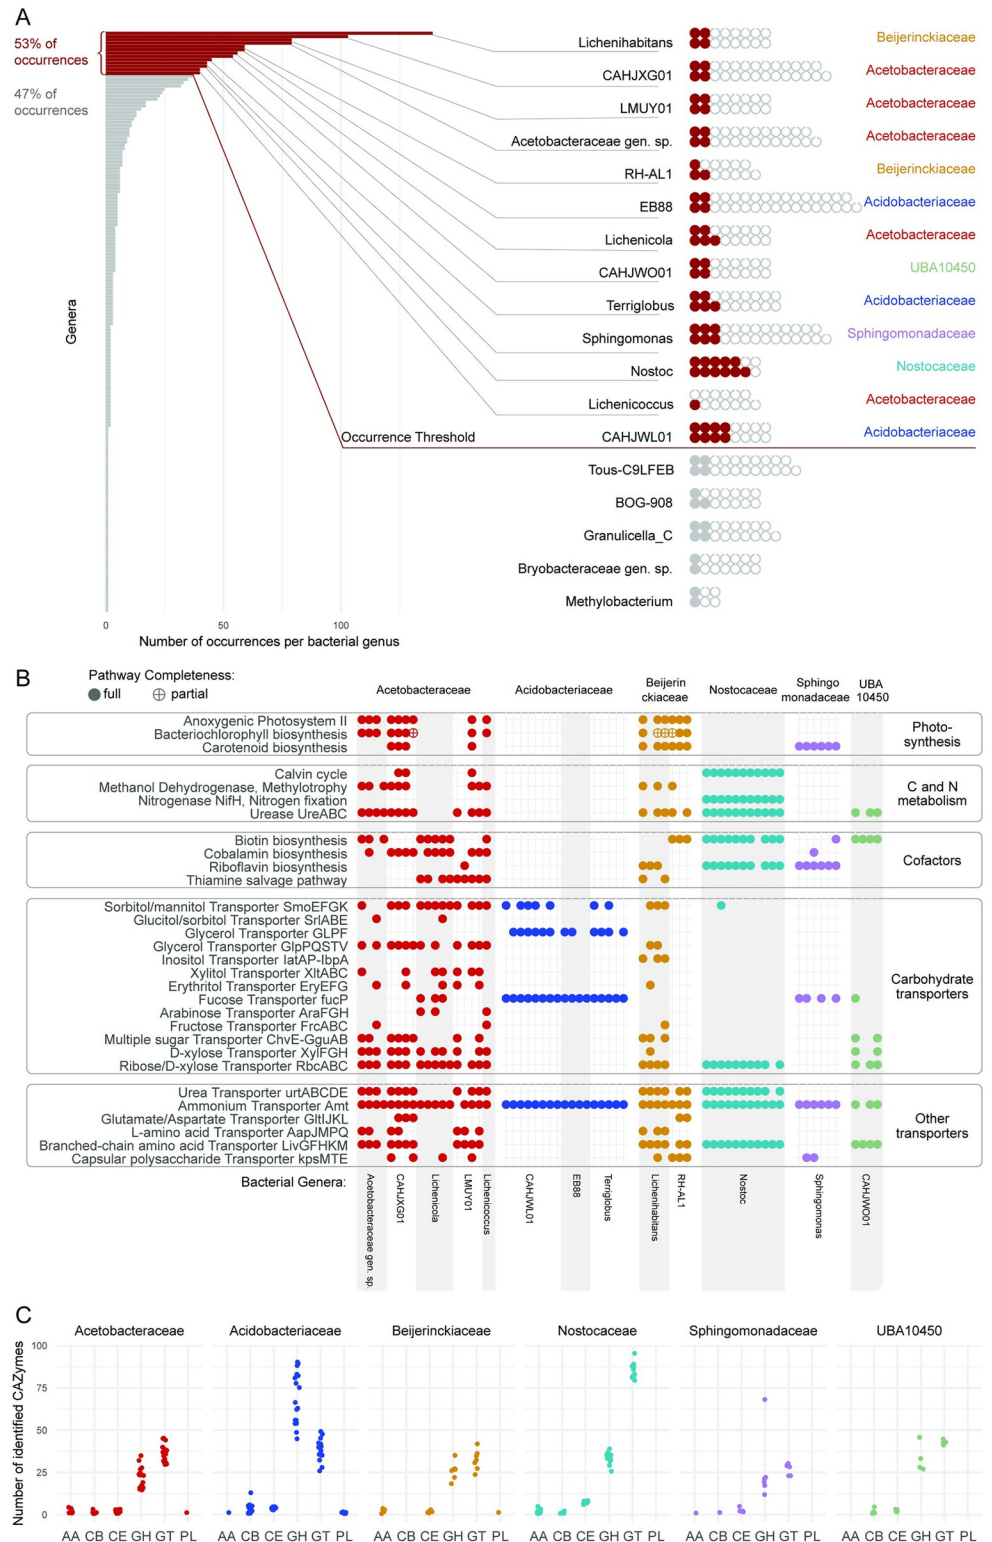 A
53% of
occurrences
47% of
occurrences
Genera
Lichenihabitans
Beijerinckiaceae
CAHJXG01
Acetobacteraceae
LMUY01
Acetobacteraceae
Acetobacteraceae gen. sp.
Acetobacteraceae
RH-AL1
Beijerinckiaceae
EB88
Acidobacteriaceae
Lichenicola
Acetobacteraceae
CAHJWO01
UBA10450
Terriglobus
Acidobacteriaceae
Sphingomonas
Sphingomonadaceae
Nostoc
Nostocaceae
Lichenicoccus
Acetobacteraceae
Occurrence Threshold
CAHJWL01
Acidobacteriaceae
Tous-C9LFEB
BOG-908
Granulicella_C
Bryobacteraceae gen. sp.
Methylobacterium
0 50 100
Number of occurrences per bacterial genus
B
Pathway Completeness:
full partial
Acetobacteraceae
Acidobacteriaceae
Beijerin
ckiaceae
Nostocaceae
Sphingo
monadaceae
UBA
10450
Anoxygenic Photosystem II
Bacteriochlorophyll biosynthesis
Carotenoid biosynthesis
Photo-
synthesis
Calvin cycle
Methanol Dehydrogenase, Methylotrophy
Nitrogenase NifH, Nitrogen fixation
Urease UreABC
C and N
metabolism
Biotin biosynthesis
Cobalamin biosynthesis
Riboflavin biosynthesis
Thiamine salvage pathway
Cofactors
Sorbitol/mannitol Transporter SmoEFGK
Glucitol/sorbitol Transporter SrlABE
Glycerol Transporter GLPF
Glycerol Transporter GlpPQSTV
Inositol Transporter IatAP-IbpA
Xylitol Transporter XltABC
Erythritol Transporter EryEFG
Fucose Transporter fucP
Arabinose Transporter AraFGH
Fructose Transporter FrcABC
Multiple sugar Transporter ChvE-GguAB
D-xylose Transporter XylFGH
Ribose/D-xylose Transporter RbcABC
Carbohydrate
transporters
Urea Transporter urtABCDE
Ammonium Transporter Amt
Glutamate/Aspartate Transporter GltIJKL
L-amino acid Transporter AapJMPQ
Branched-chain amino acid Transporter LivGFHKM
Capsular polysaccharide Transporter kpsMTE
Other
transporters
Bacterial Genera:
Acetobacteraceae gen. sp.
CAHJXG01
Lichenicola
LMUY01
Lichenicoccus
CAHJWL01
EB88
Terriglobus
Lichenihabitans
RH-AL1
Nostoc
Sphingomonas
CAHJWO01
C
Number of identified CAZymes
Acetobacteraceae
Acidobacteriaceae
Beijerinckiaceae
Nostocaceae
Sphingomonadaceae
UBA10450
100
75
50
25
0
AA CB CE GH GT PL
AA CB CE GH GT PL
AA CB CE GH GT PL
AA CB CE GH GT PL
AA CB CE GH GT PL
AA CB CE GH GT PL